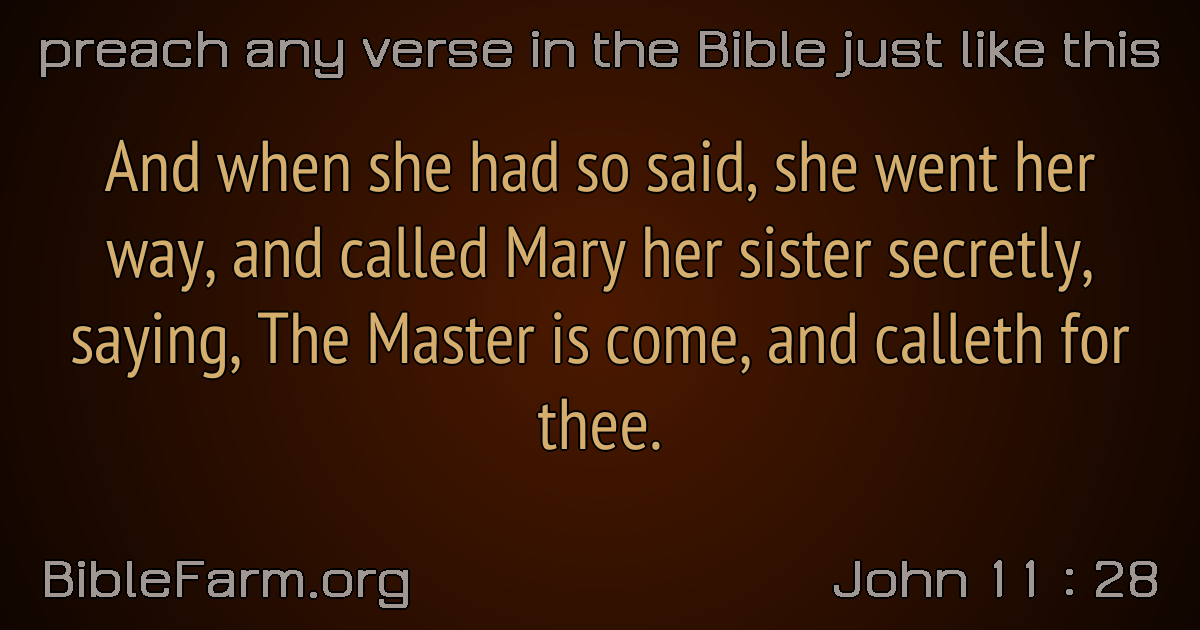 preach any verse in the Bible just like this
And when she had so said, she went her
way, and called Mary her sister secretly,
saying, The Master is come, and calleth for
thee.
BibleFarm.org
John 11 : 28